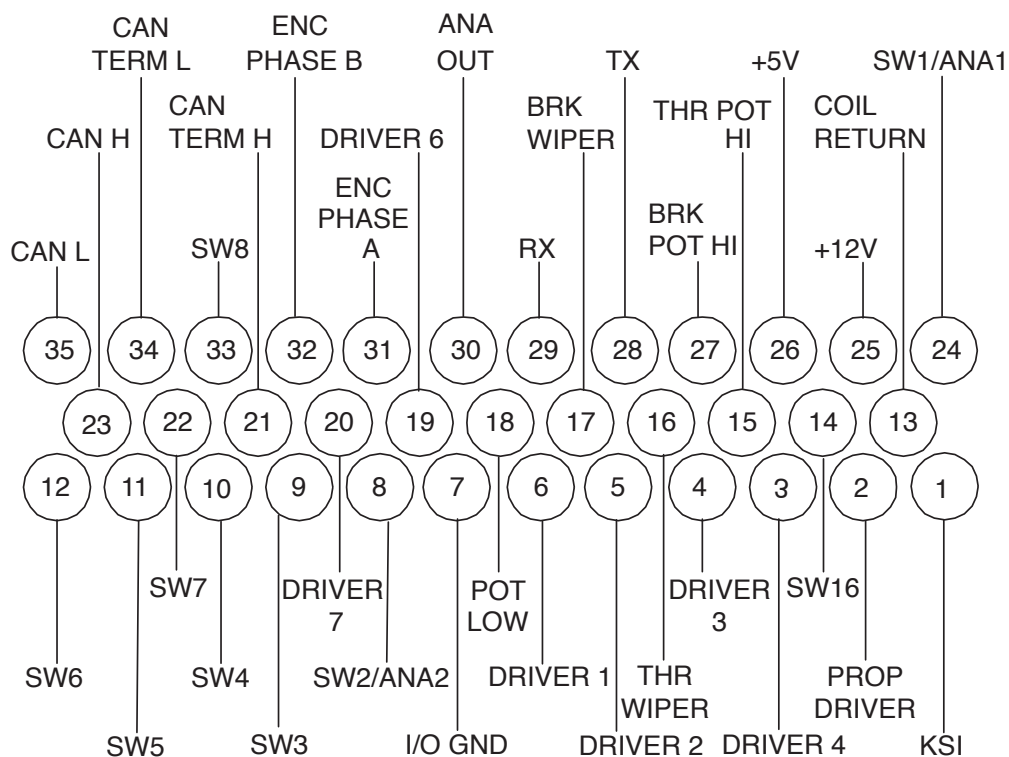 CAN
TERM L
ENC
PHASE B
ANA
OUT
TX
+5V
SW1/ANA1
CAN H
CAN
TERM H
DRIVER 6
BRK
WIPER
THR POT
HI
COIL
RETURN
CAN L
SW8
ENC
PHASE
A
RX
BRK
POT HI
+12V
35
34
33
32
31
30
29
28
27
26
25
24
23
22
21
20
19
18
17
16
15
14
13
12
11
10
9
8
7
6
5
4
3
2
1
SW7
DRIVER
7
POT
LOW
DRIVER
3
SW16
SW6
SW4
SW2/ANA2
DRIVER 1
THR
WIPER
PROP
DRIVER
SW5
SW3
I/O GND
DRIVER 2
DRIVER 4
KSI